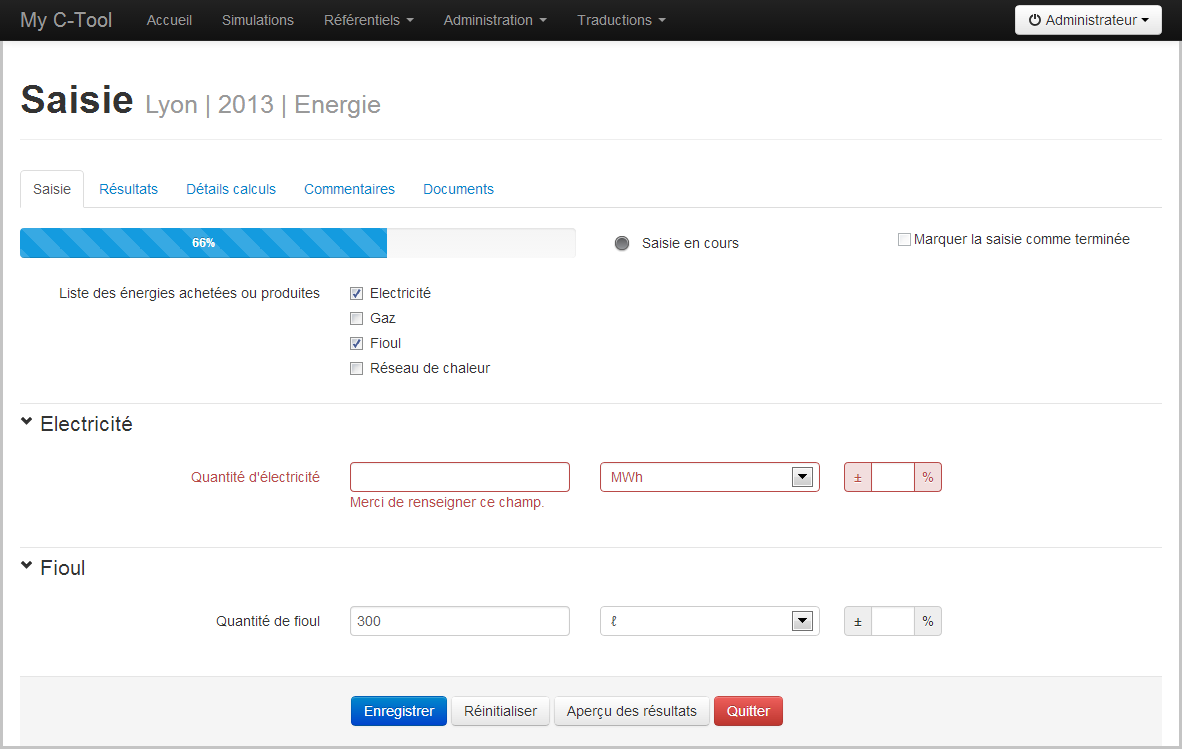 My C-Tool Accueil Simulations Référentiels Administration Traductions Administrateur
Saisie Lyon | 2013 | Energie
Saisie Résultats Détails calculs Commentaires Documents
66% Saisie en cours Marquer la saisie comme terminée
Liste des énergies achetées ou produites Electricité
Gaz
Fioul
Réseau de chaleur
Electricité
Quantité d'électricité MWh ± %
Merci de renseigner ce champ.
Fioul
Quantité de fioul 300 ℓ ± %
Enregistrer Réinitialiser Aperçu des résultats Quitter